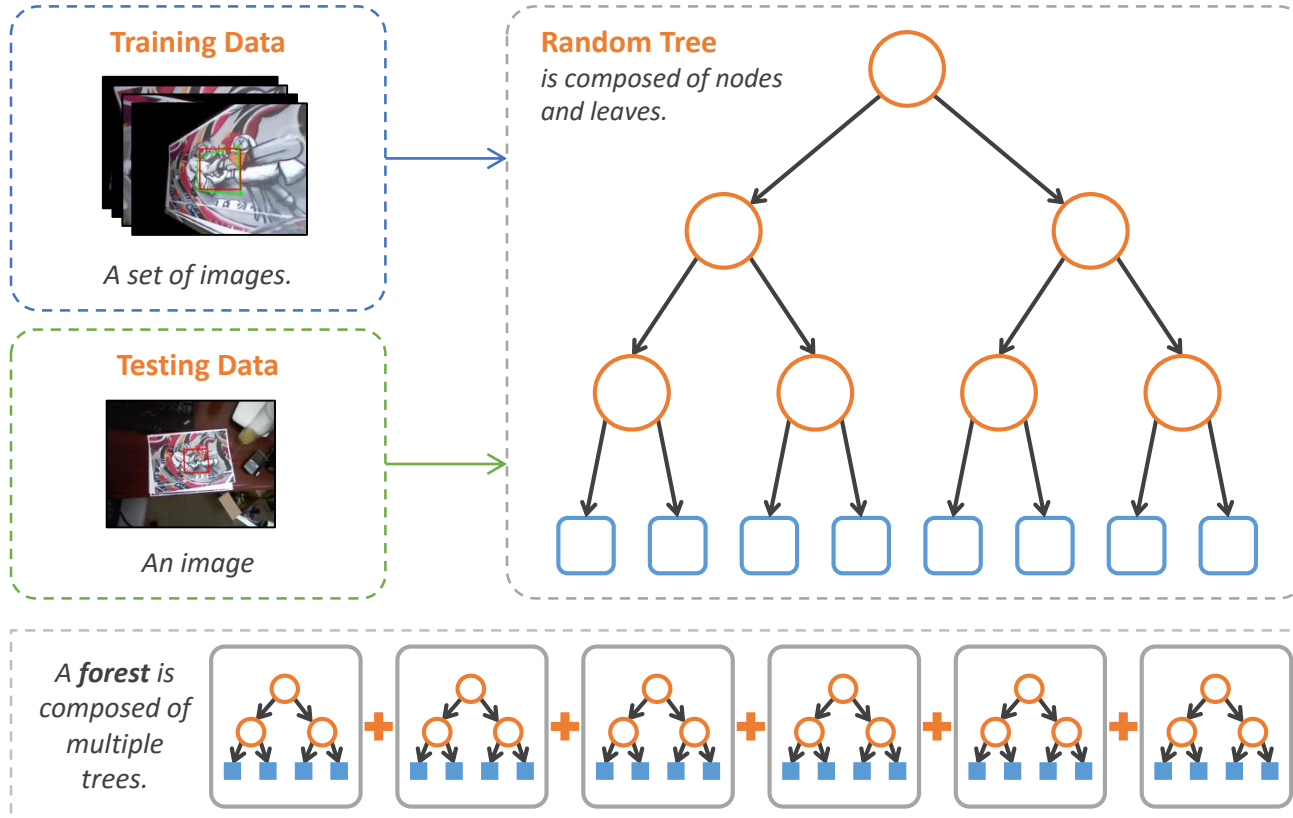 Training Data
A set of images.
Testing Data
An image
Random Tree
is composed of nodes
and leaves.
A forest is
composed of
multiple
trees.